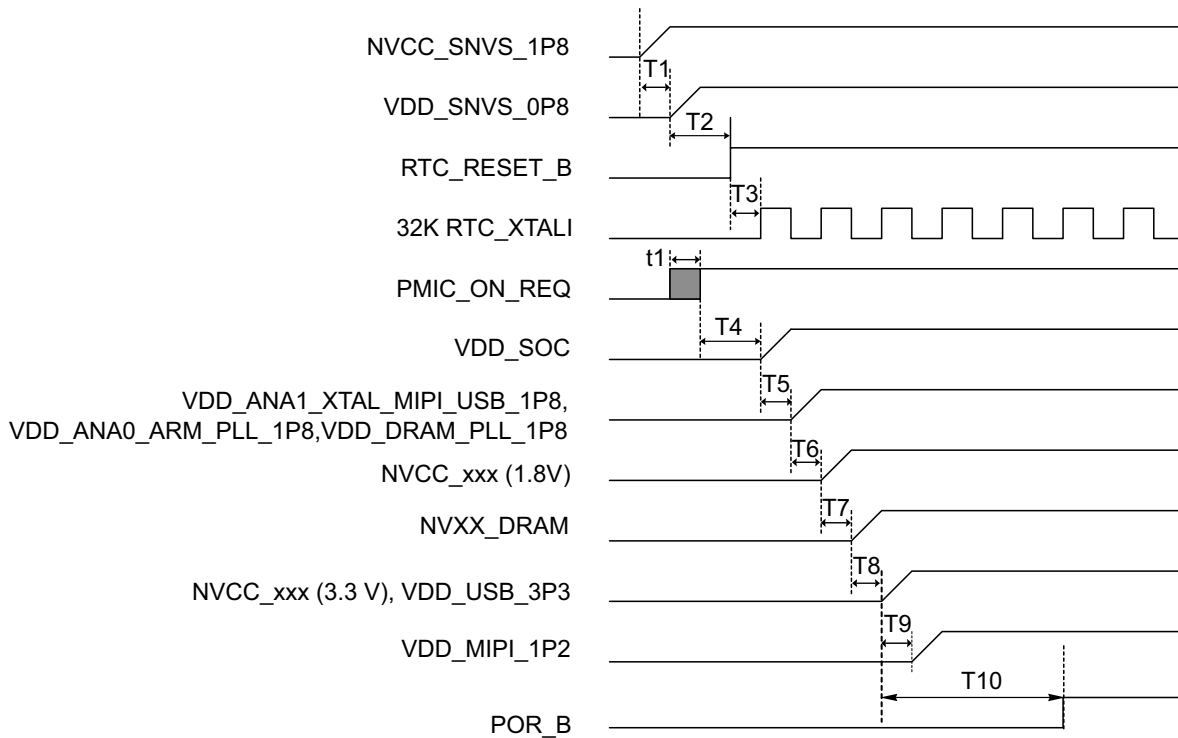 NVCC_SNVS_1P8
T1
VDD_SNVS_0P8
T2
RTC_RESET_B
T3
32K RTC_XTALI
t1
PMIC_ON_REQ
T4
VDD_SOC
T5
VDD_ANA1_XTAL_MIPI_USB_1P8,
VDD_ANA0_ARM_PLL_1P8,VDD_DRAM_PLL_1P8
T6
NVCC_xxx (1.8V)
T7
NVXX_DRAM
T8
NVCC_xxx (3.3 V), VDD_USB_3P3
T9
VDD_MIPI_1P2
T10
POR_B